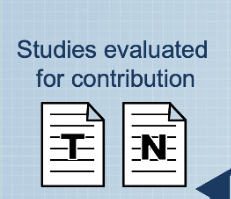 Studies evaluated
for contribution
T N